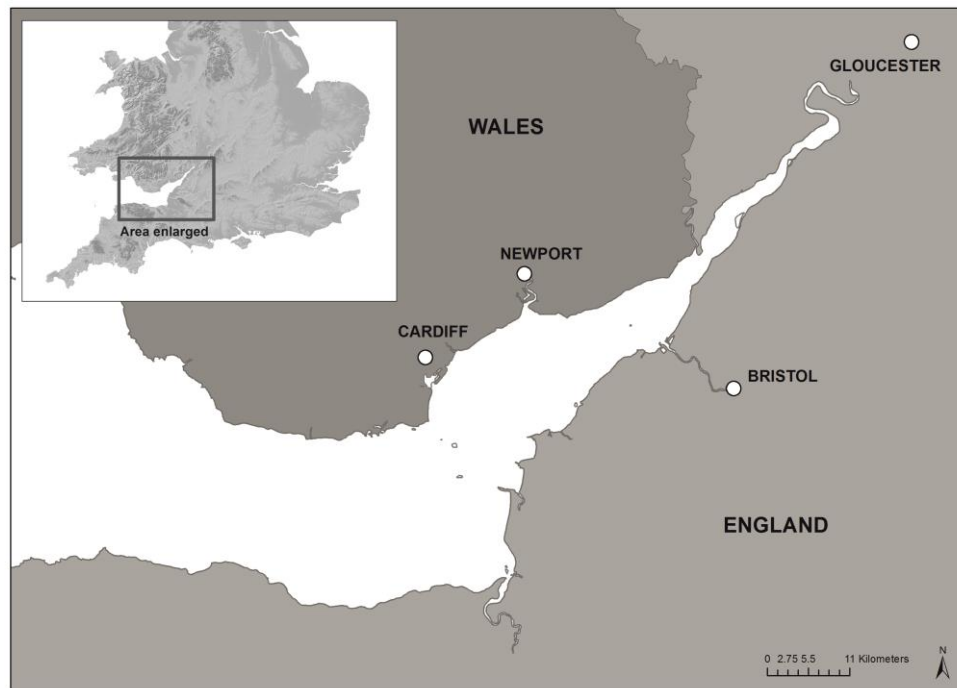 GLOUCESTER
WALES
Area enlarged
NEWPORT
CARDIFF
BRISTOL
ENGLAND
N
0 2.75 5.5 11 Kilometers